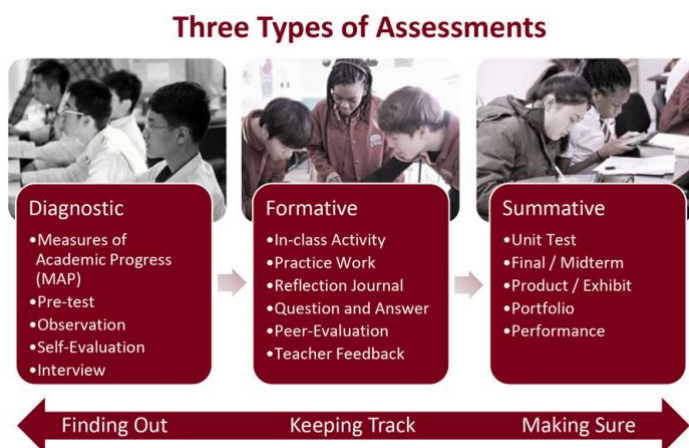 Three Types of Assessments
Diagnostic
•Measures of
Academic Progress
(MAP)
•Pre-test
•Observation
•Self-Evaluation
•Interview
Formative
•In-class Activity
•Practice Work
•Reflection Journal
•Question and Answer
•Peer-Evaluation
•Teacher Feedback
Summative
•Unit Test
•Final / Midterm
•Product / Exhibit
•Portfolio
•Performance
Finding Out
Keeping Track
Making Sure